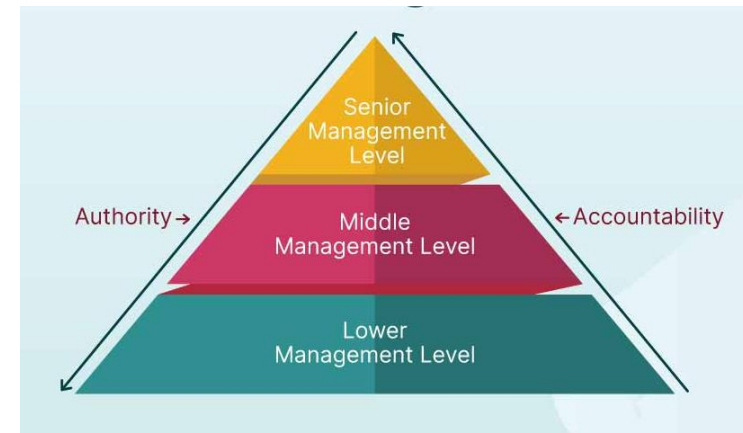 Senior
Management
Level
Authority→
←Accountability
Middle
Management Level
Lower
Management Level